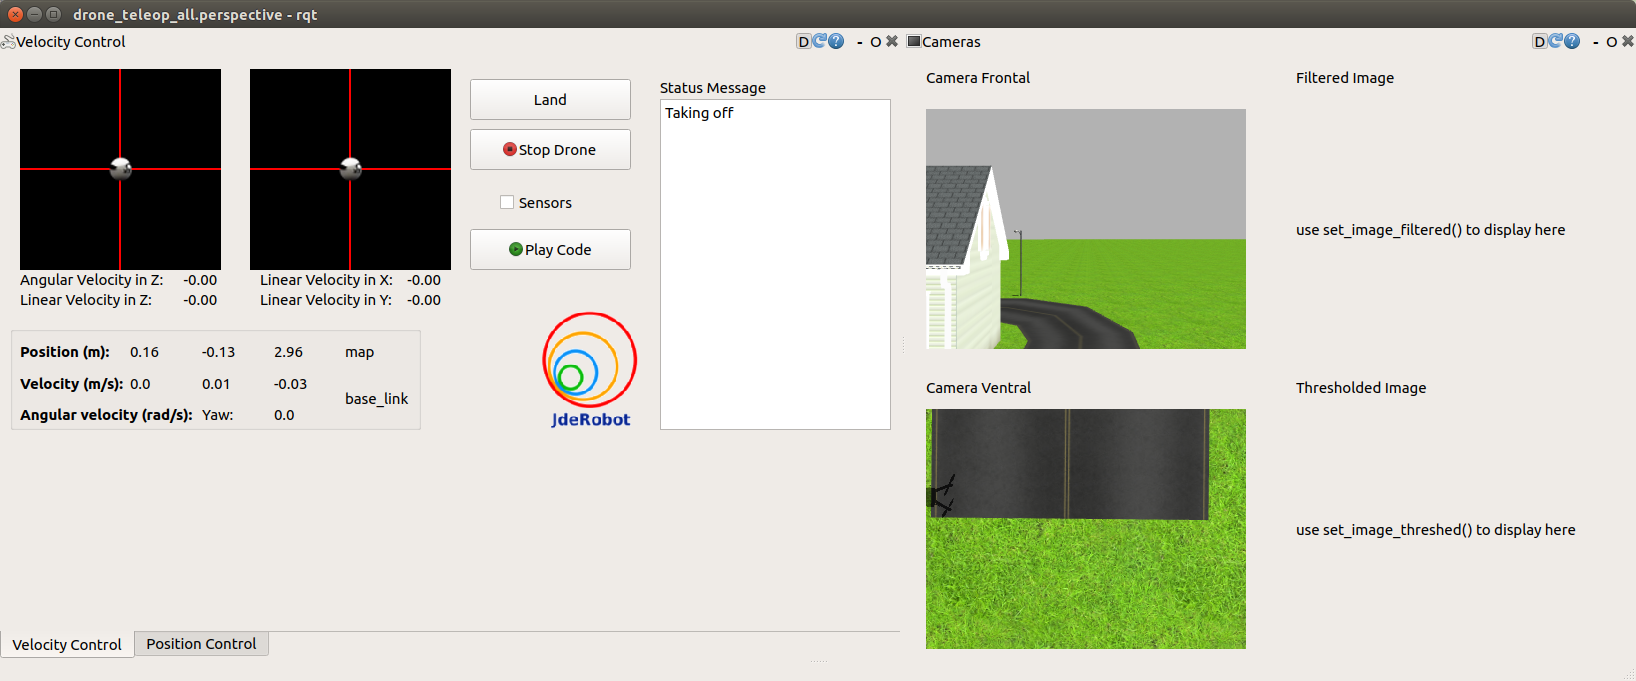 drone_teleop_all.perspective - rqt
Velocity Control
D
- O
Cameras
D
- O
Land
Stop Drone
Sensors
Play Code
Status Message
Taking off
Angular Velocity in Z: -0.00
Linear Velocity in Z: -0.00
Linear Velocity in X: -0.00
Linear Velocity in Y: -0.00
Position (m): 0.16 -0.13 2.96 map
Velocity (m/s): 0.0 0.01 -0.03
base_link
Angular velocity (rad/s): Yaw: 0.0
JdeRobot
Velocity Control
Position Control
Camera Frontal
Filtered Image
use set_image_filtered() to display here
Camera Ventral
Thresholded Image
use set_image_threshed() to display here